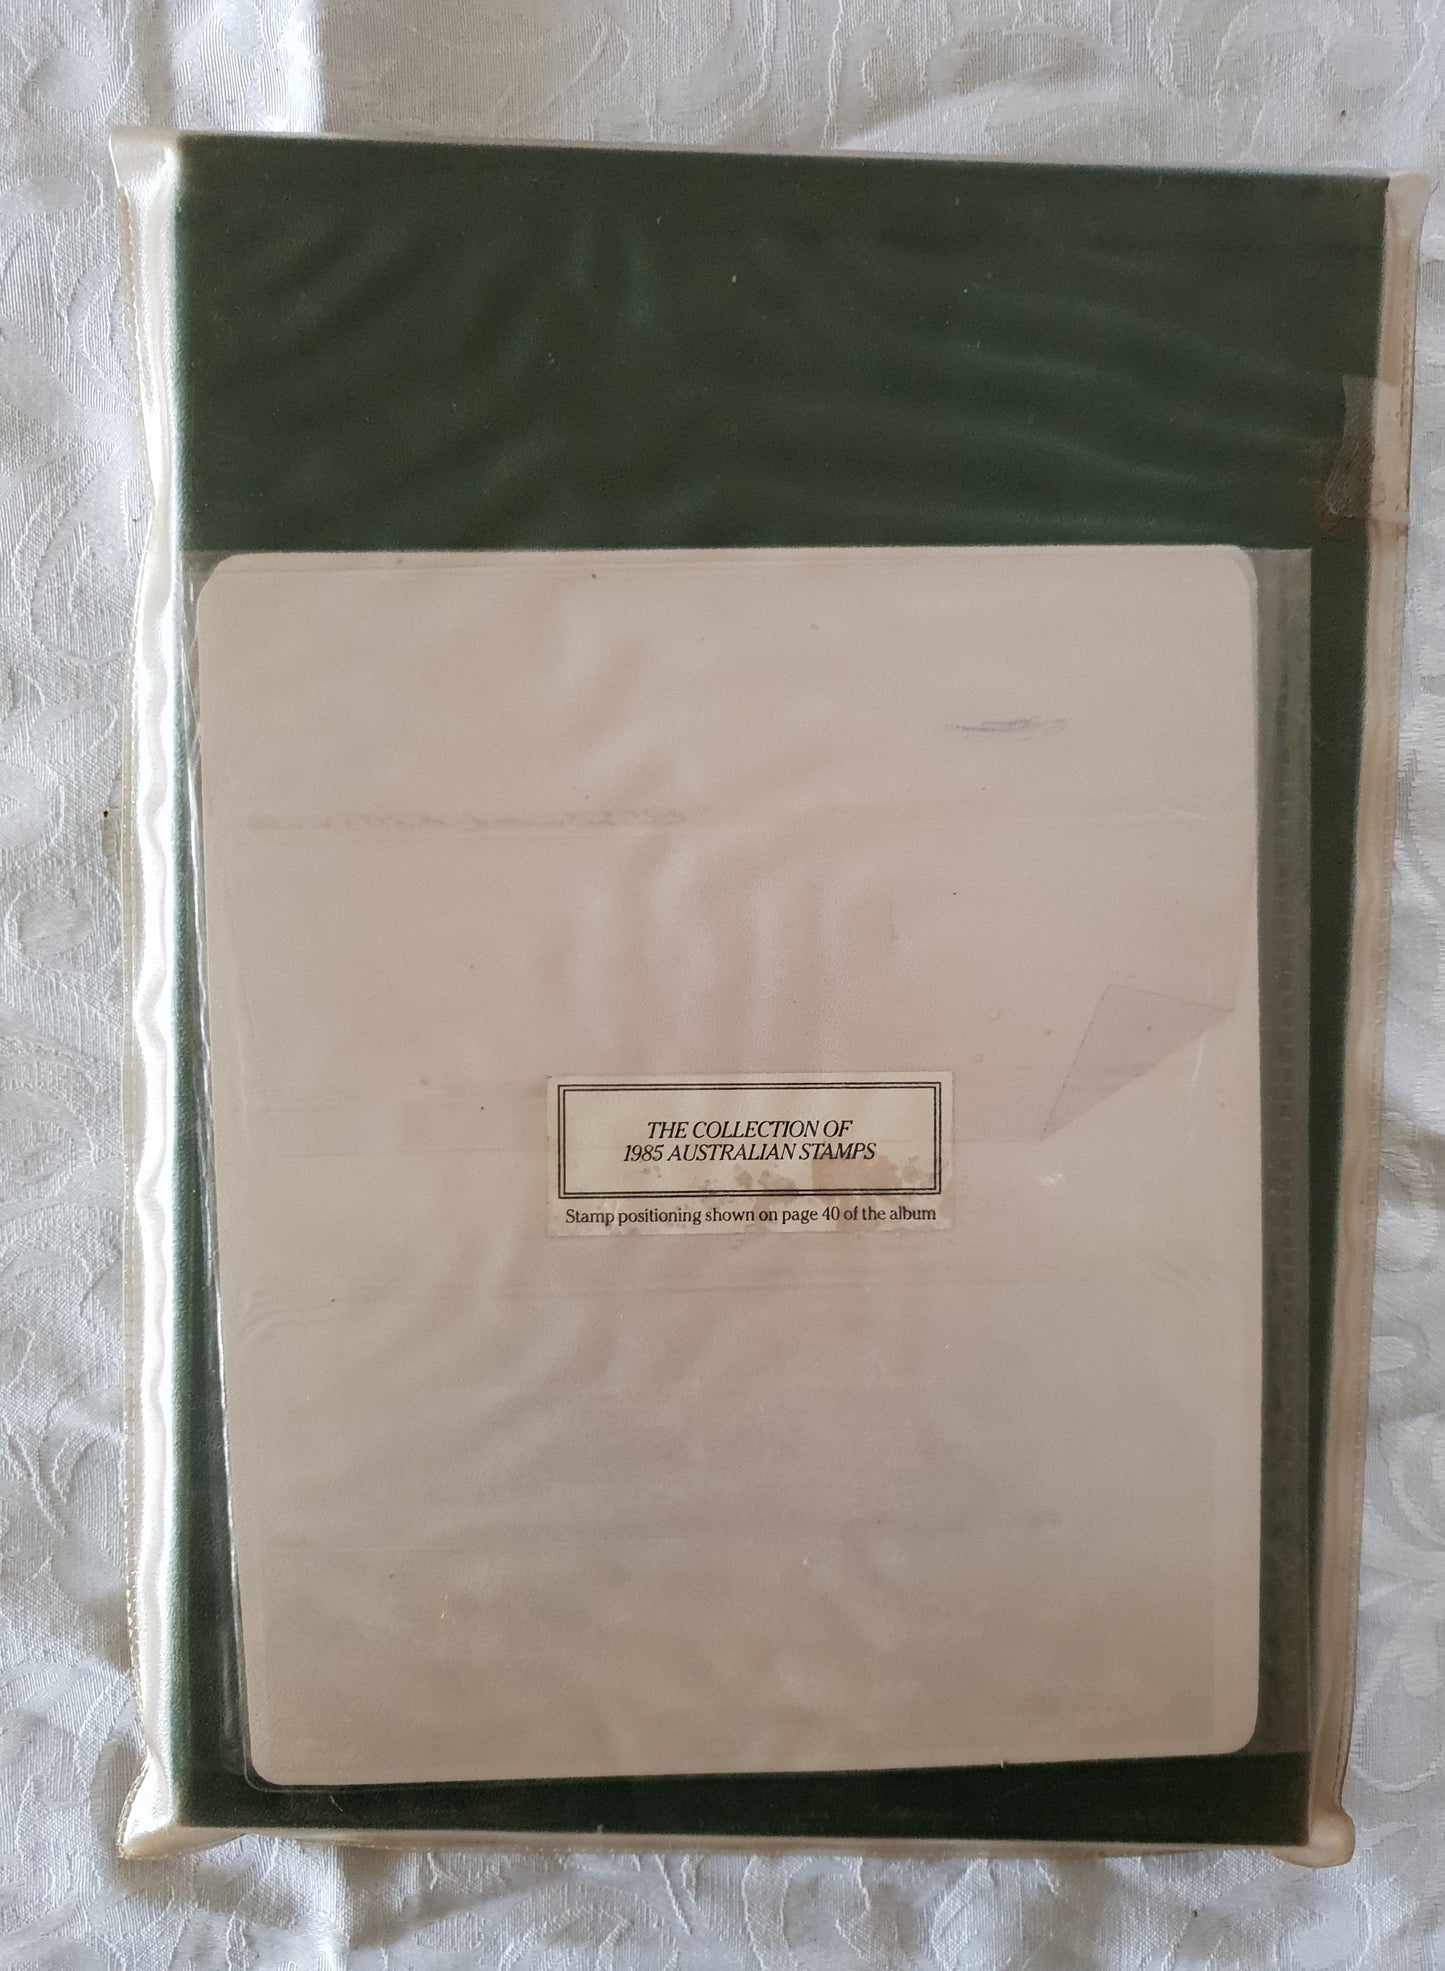 THE COLLECTION OF
1985 AUSTRALIAN STAMPS
Stamp positioning shown on page 40 of the album